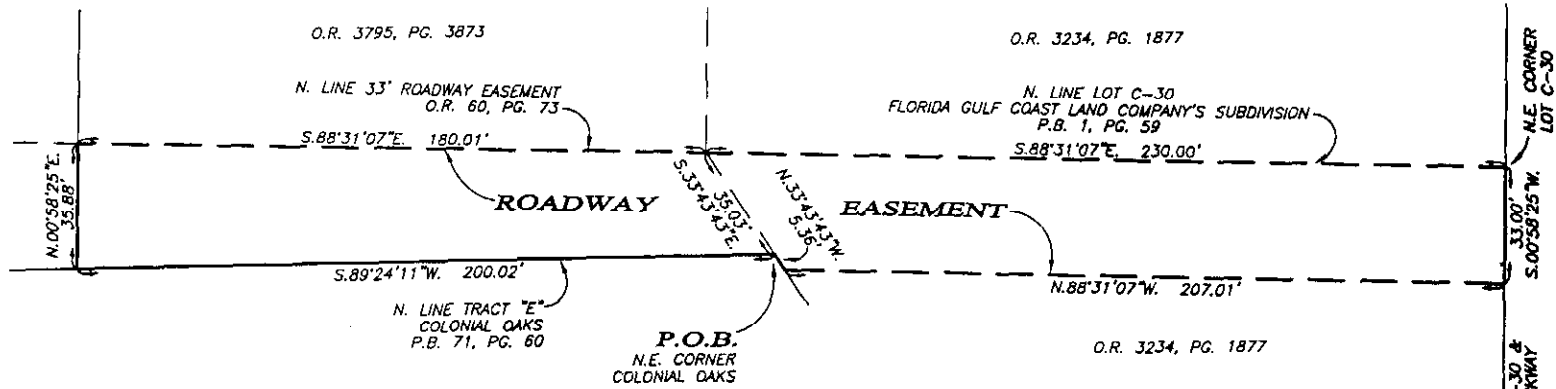 O.R. 3795, PG. 3873
O.R. 3234, PG. 1877
N.E. CORNER
LOT C-30
N. LINE 33' ROADWAY EASEMENT
O.R. 60, PG. 73
N. LINE LOT C-30
FLORIDA GULF COAST LAND COMPANY'S SUBDIVISION
P.B. 1, PG. 59
S.88°31'07"E. 180.01'
S.88°31'07"E. 230.00'
N.00°58'25"E.
35.88'
ROADWAY
35.03'
S.33°43'43"E.
N.33°43'43"W.
5.36'
EASEMENT
33.00'
S.0.0°58'25"W.
S.89°24'11"W. 200.02'
N.88°31'07"W. 207.01'
N. LINE TRACT "E"
COLONIAL OAKS
P.B. 71, PG. 60
P.O.B.
N.E. CORNER
COLONIAL OAKS
O.R. 3234, PG. 1877
-30 &
KWAY